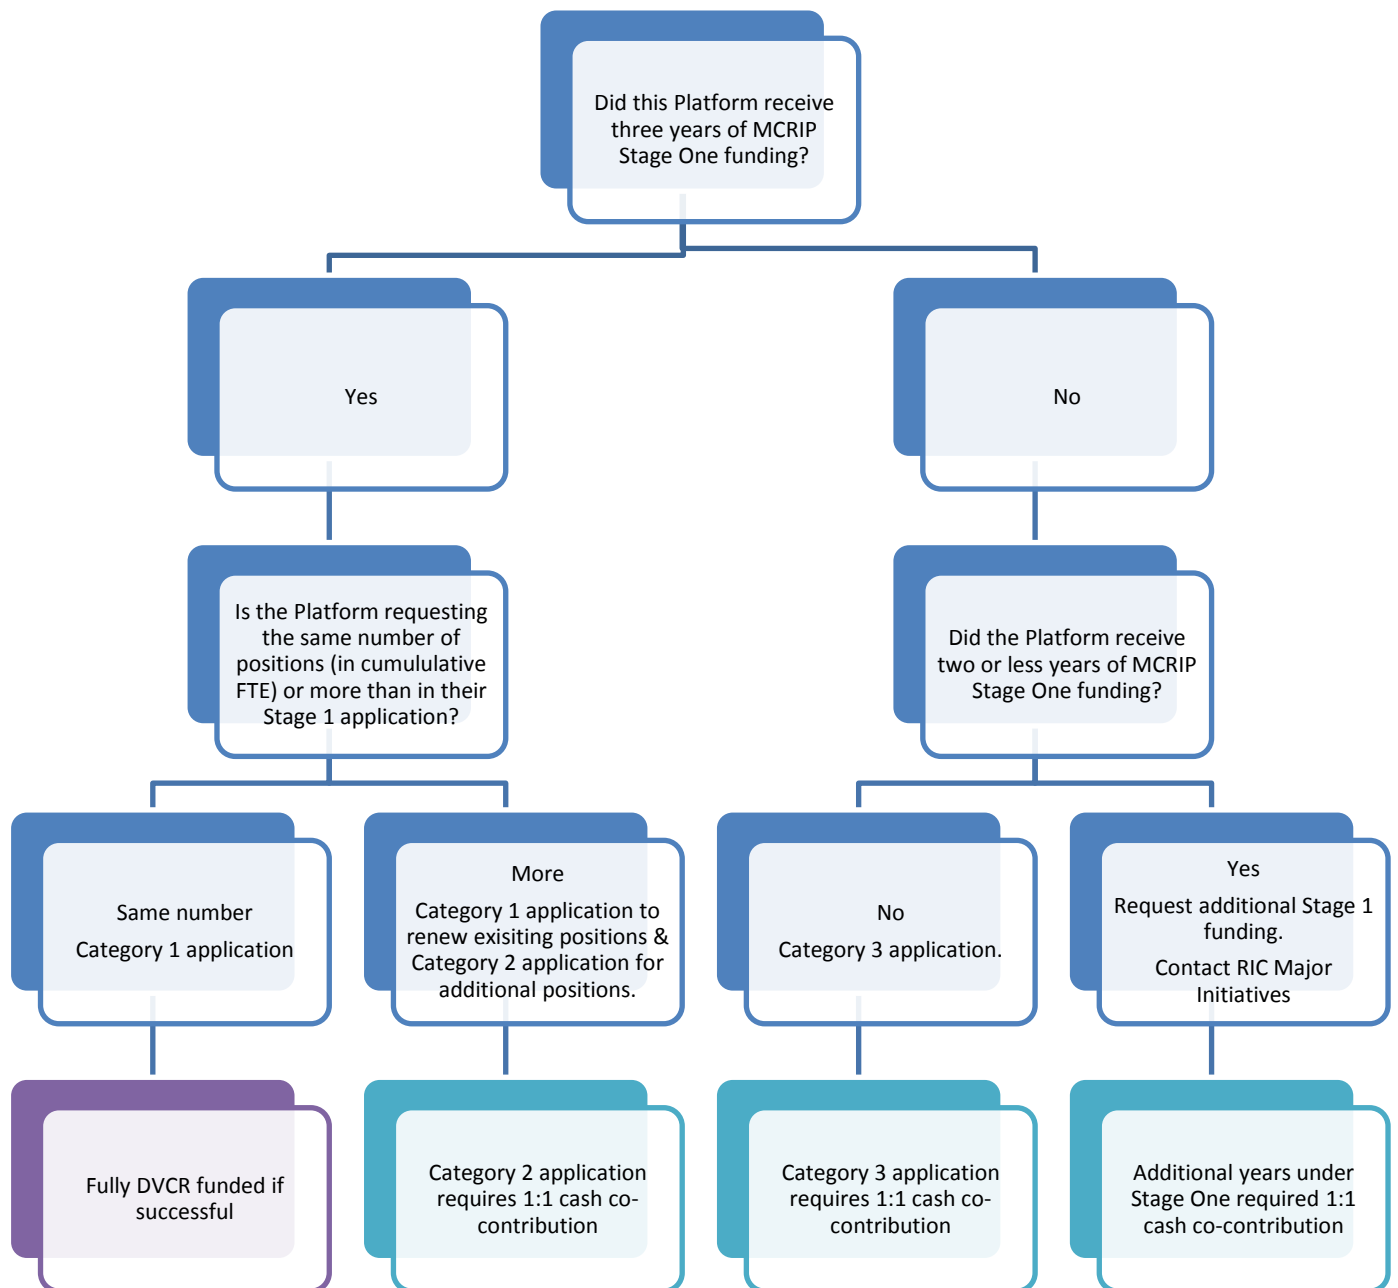 Did this Platform receive
three years of MCRIP
Stage One funding?
Yes
No
Is the Platform requesting
the same number of
positions (in cumululative
FTE) or more than in their
Stage 1 application?
Did the Platform receive
two or less years of MCRIP
Stage One funding?
Same number
Category 1 application
More
Category 1 application to
renew exisiting positions &
Category 2 application for
additional positions.
No
Category 3 application.
Yes
Request additional Stage 1
funding.
Contact RIC Major
Initiatives
Fully DVCR funded if
successful
Category 2 application
requires 1:1 cash co-
contribution
Category 3 application
requires 1:1 cash co-
contribution
Additional years under
Stage One required 1:1
cash co-contribution